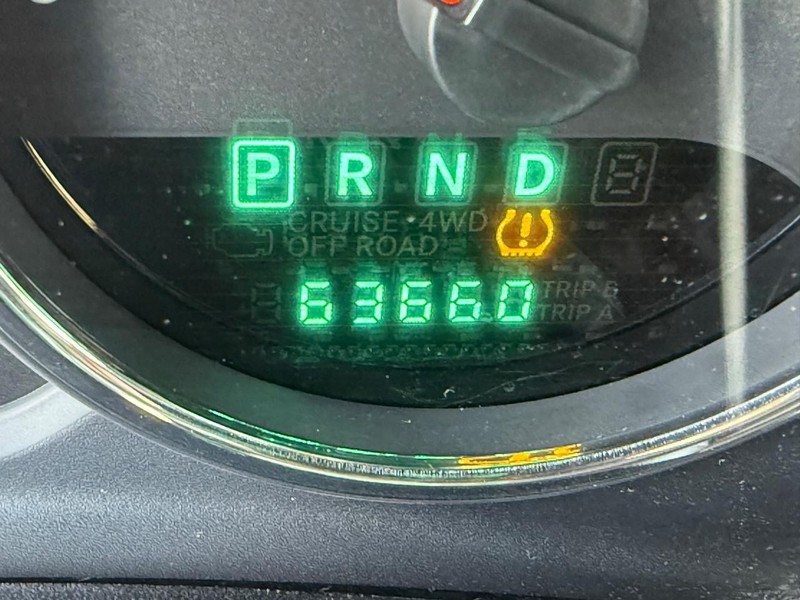 P R N D
CRUISE 4WD
OFF ROAD
63660
TRIP B
TRIP A